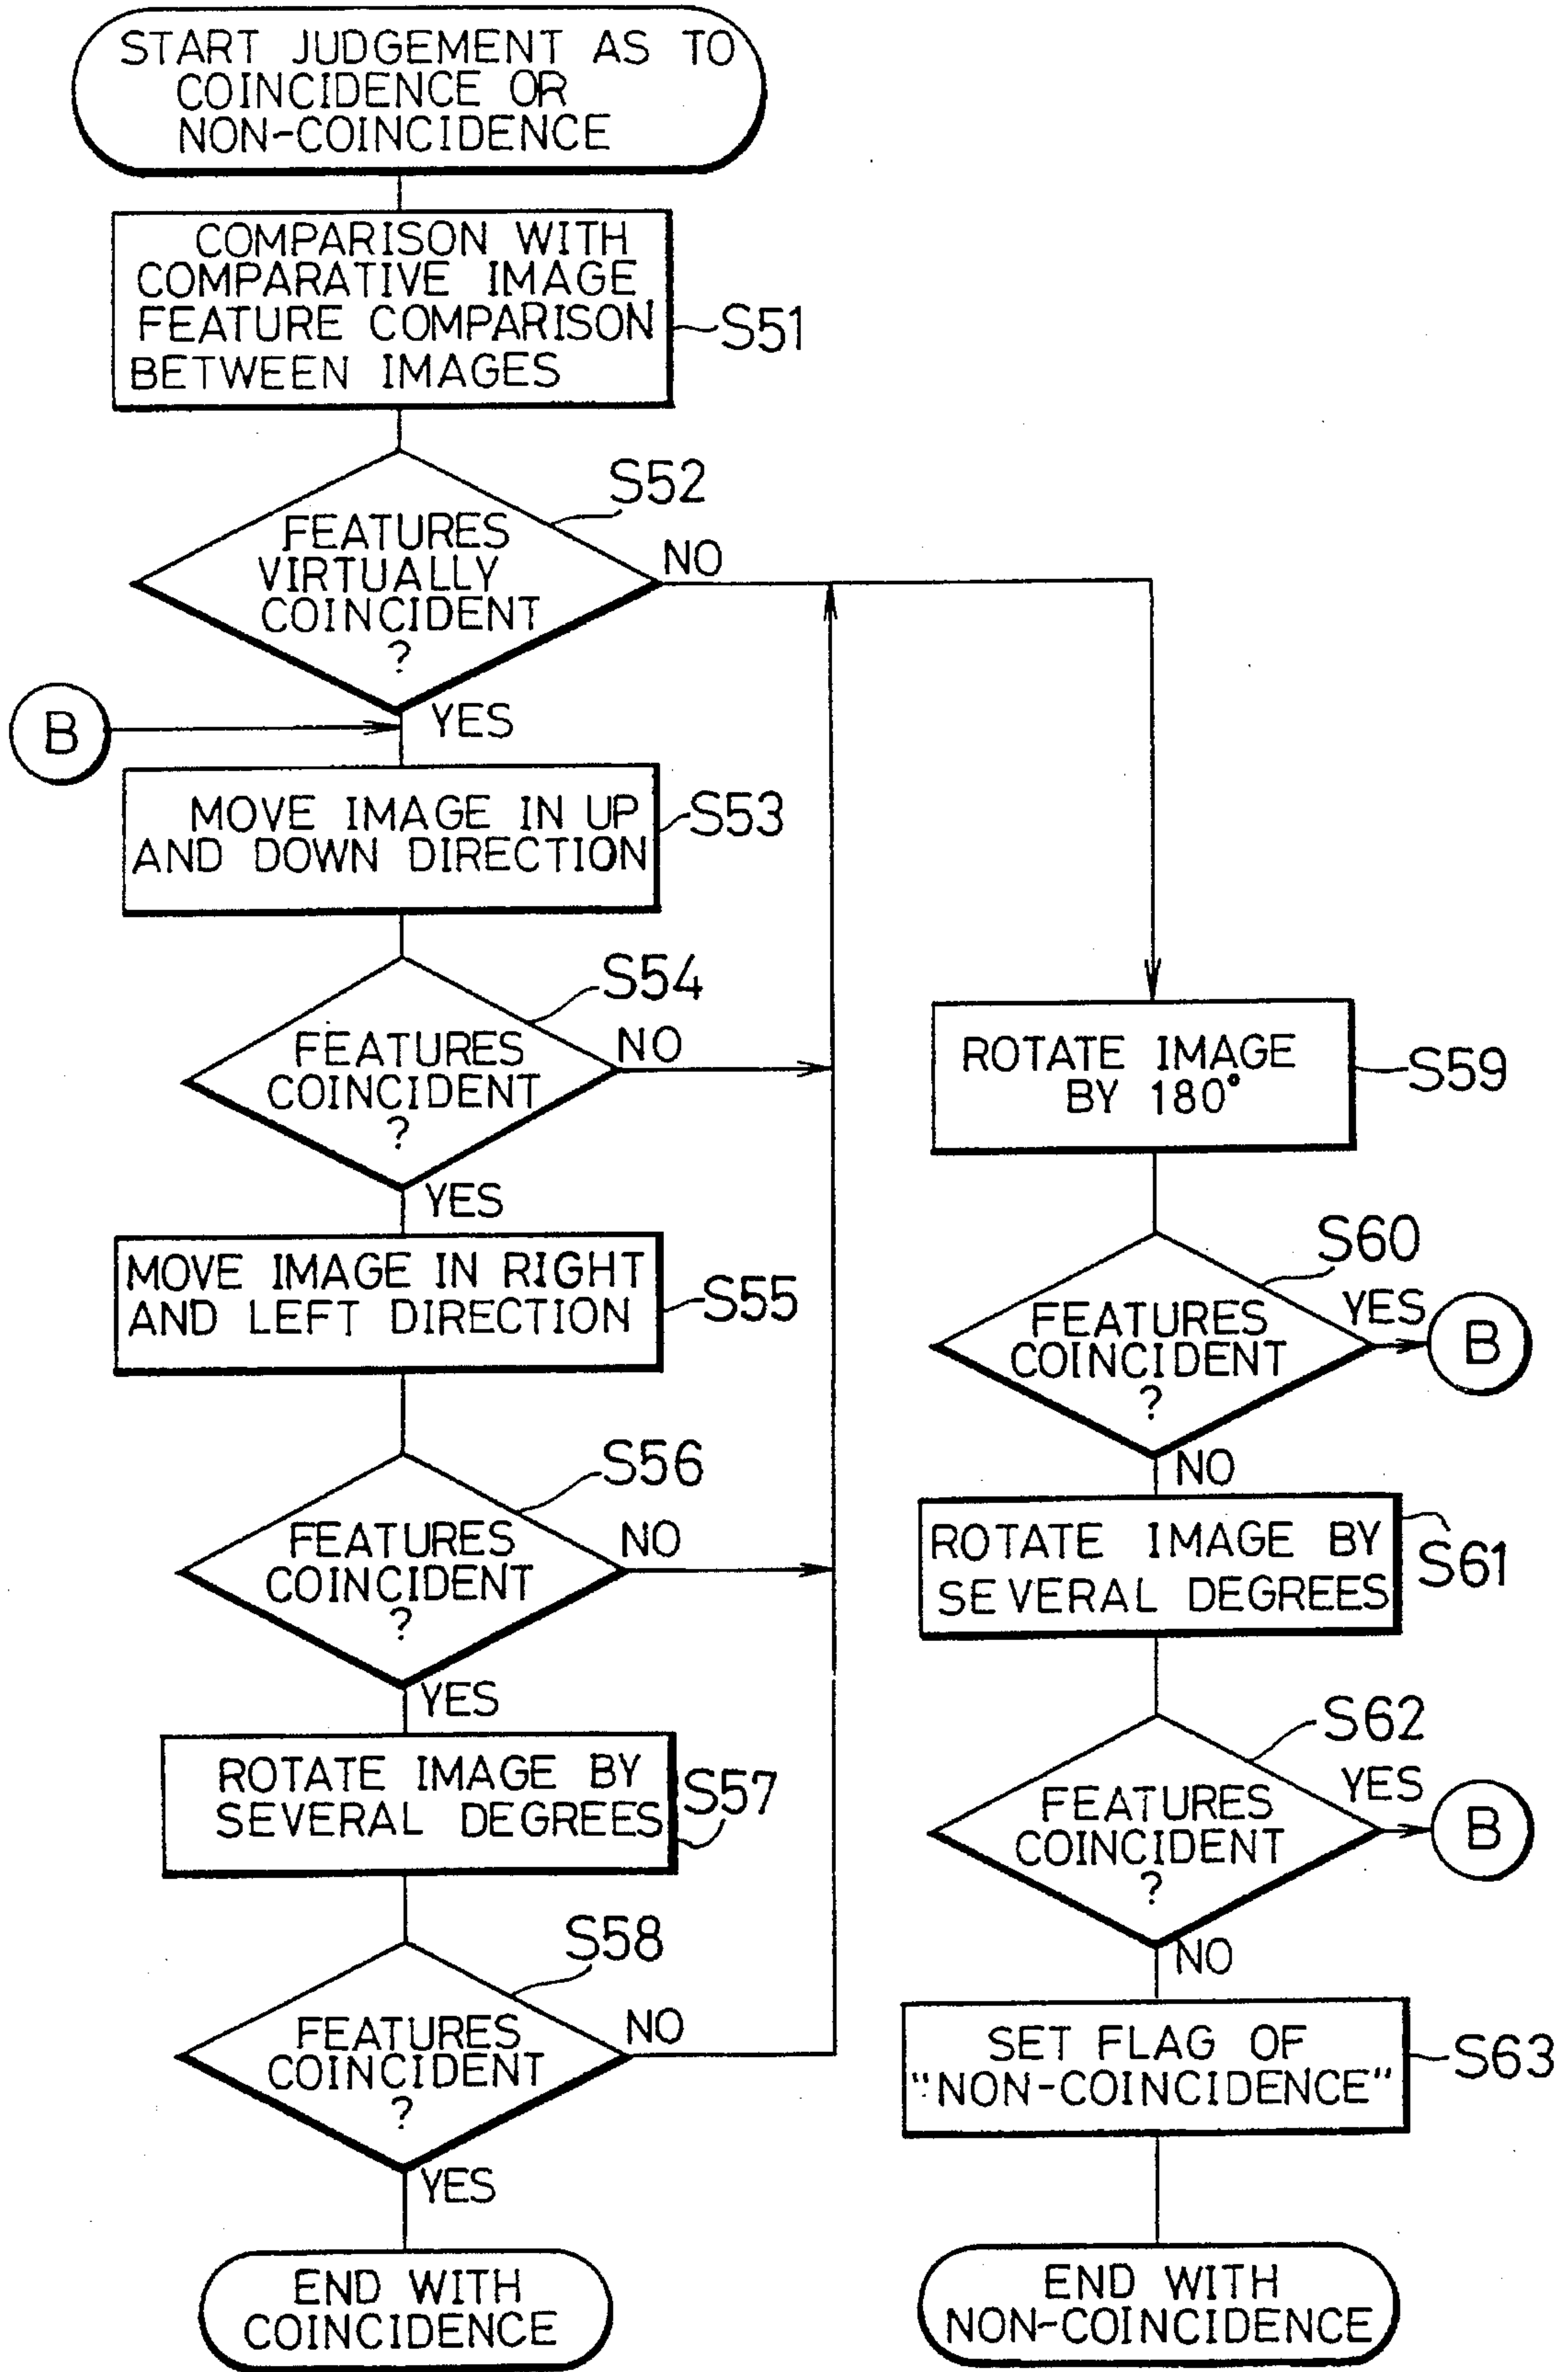 START JUDGEMENT AS TO
COINCIDENCE OR
NON-COINCIDENCE
COMPARISON WITH
COMPARATIVE IMAGE
FEATURE COMPARISON
BETWEEN IMAGES
S51
S52
FEATURES
VIRTUALLY
COINCIDENT
?
NO
YES
B
MOVE IMAGE IN UP
AND DOWN DIRECTION
S53
S54
FEATURES
COINCIDENT
?
NO
YES
MOVE IMAGE IN RIGHT
AND LEFT DIRECTION
S55
S56
FEATURES
COINCIDENT
?
NO
YES
ROTATE IMAGE BY
SEVERAL DEGREES
S57
S58
FEATURES
COINCIDENT
?
NO
YES
END WITH
COINCIDENCE
ROTATE IMAGE
BY 180°
S59
S60
FEATURES
COINCIDENT
?
YES
B
NO
ROTATE IMAGE BY
SEVERAL DEGREES
S61
S62
FEATURES
COINCIDENT
?
YES
B
NO
SET FLAG OF
"NON-COINCIDENCE"
S63
END WITH
NON-COINCIDENCE